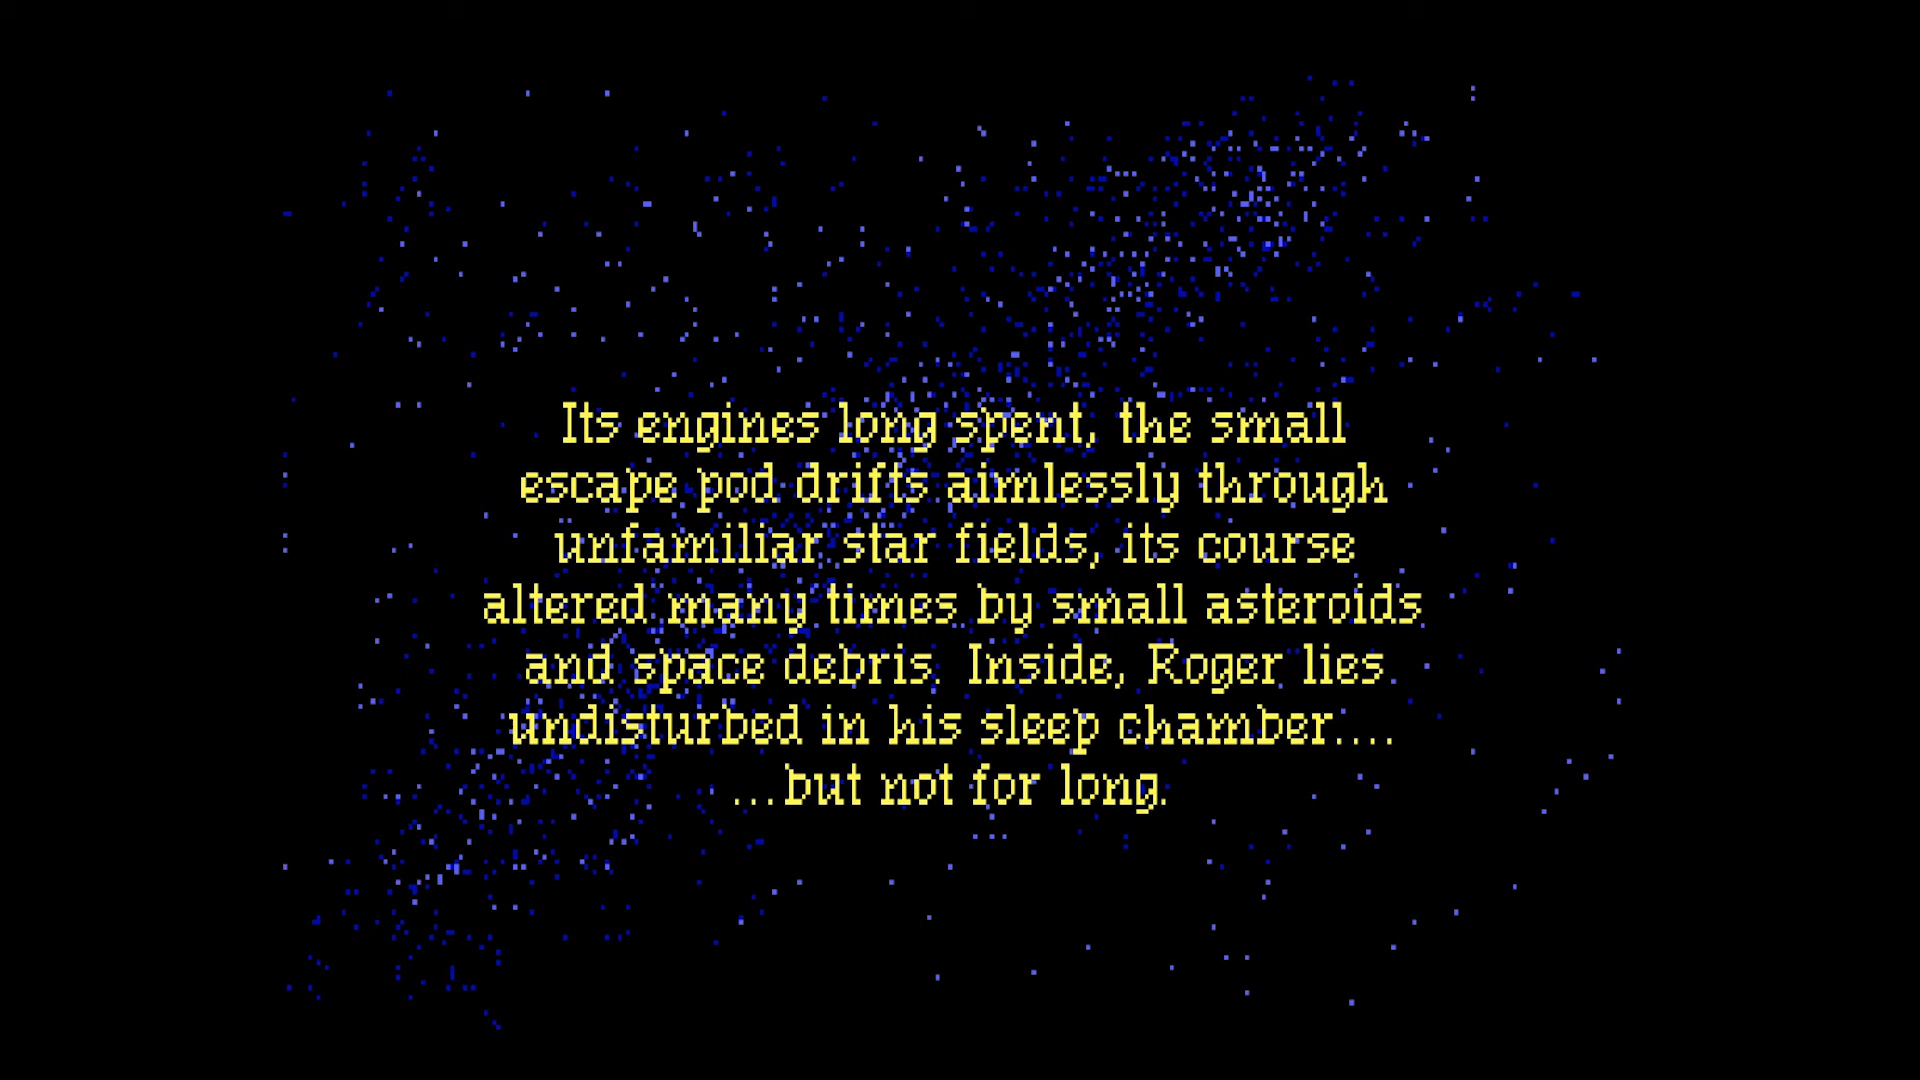 Its engines long spent, the small
escape pod drifts aimlessly through
unfamiliar star fields, its course
altered many times by small asteroids
and space debris. Inside, Roger lies
undisturbed in his sleep chamber....
...but not for long.